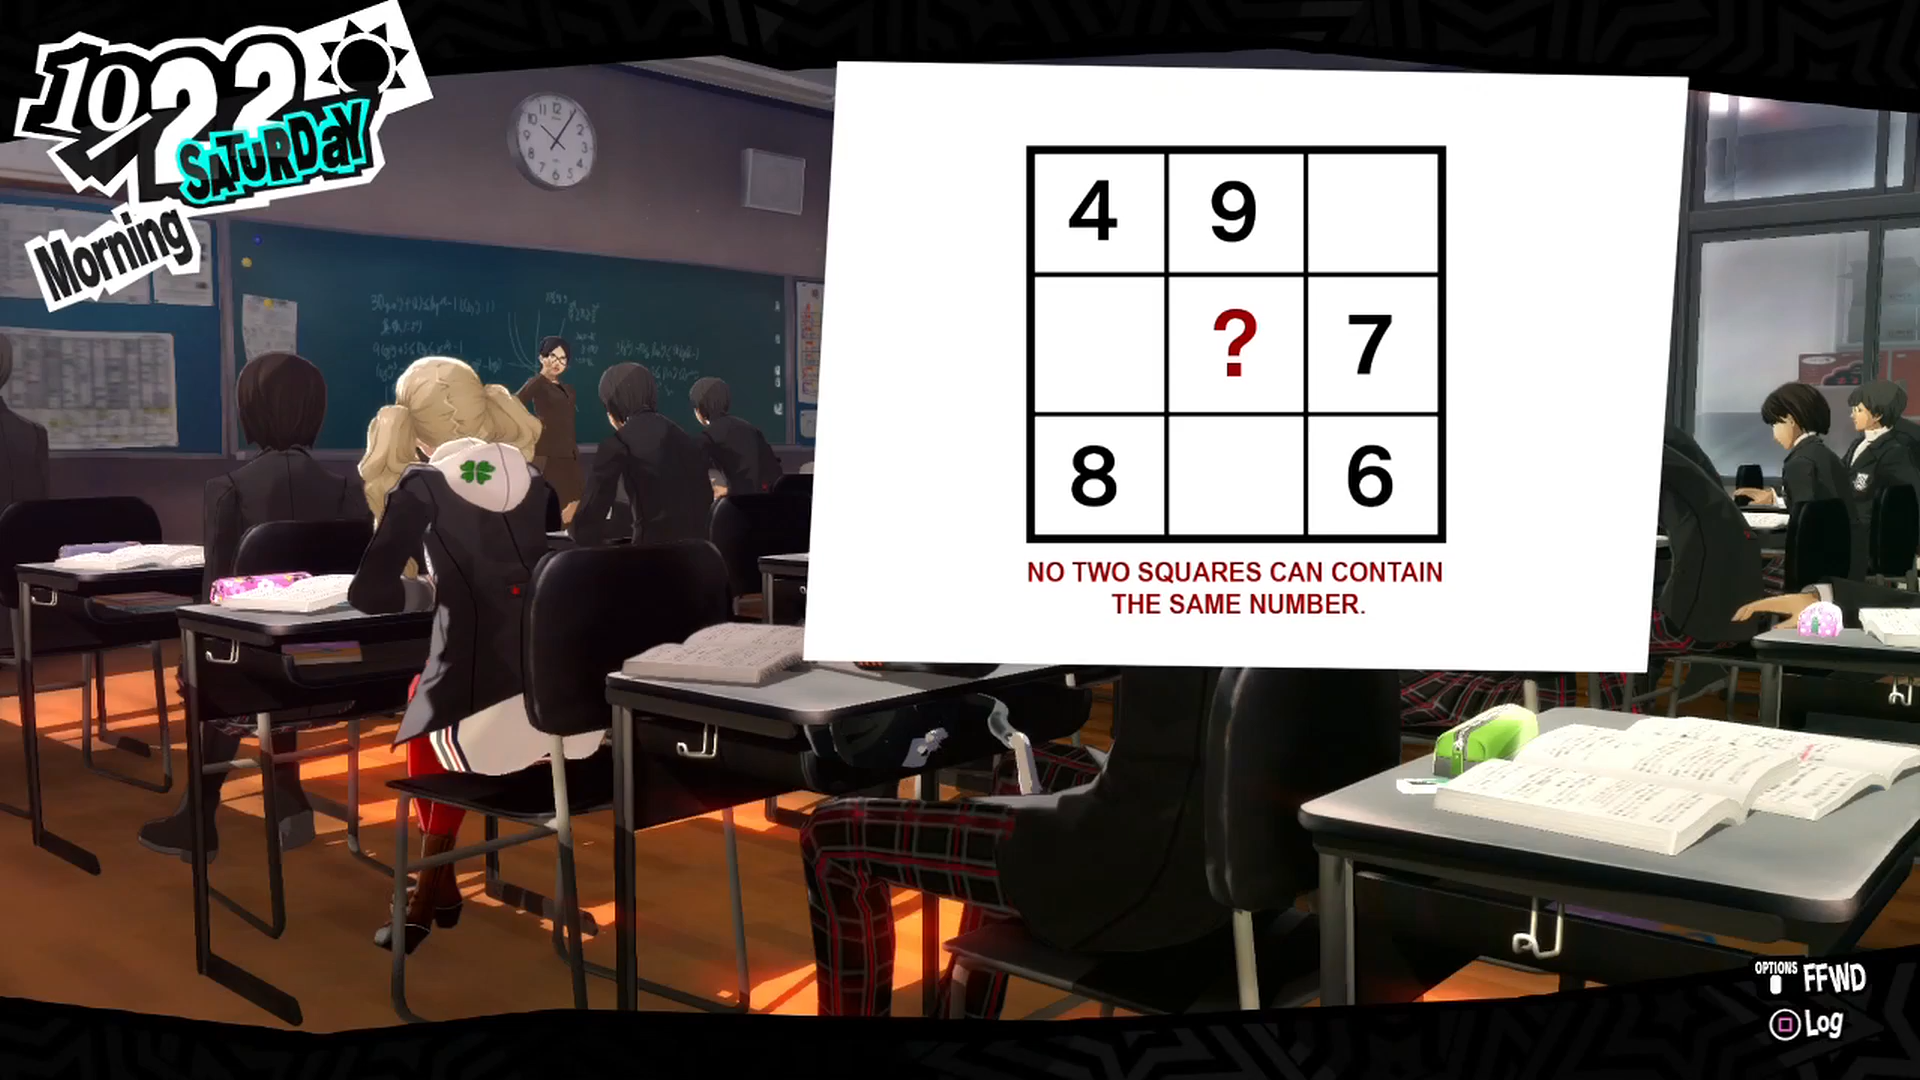 10/22
SATURDAY
Morning
4 9
? 7
8 6
NO TWO SQUARES CAN CONTAIN
THE SAME NUMBER.
OPTIONS FFWD
Log